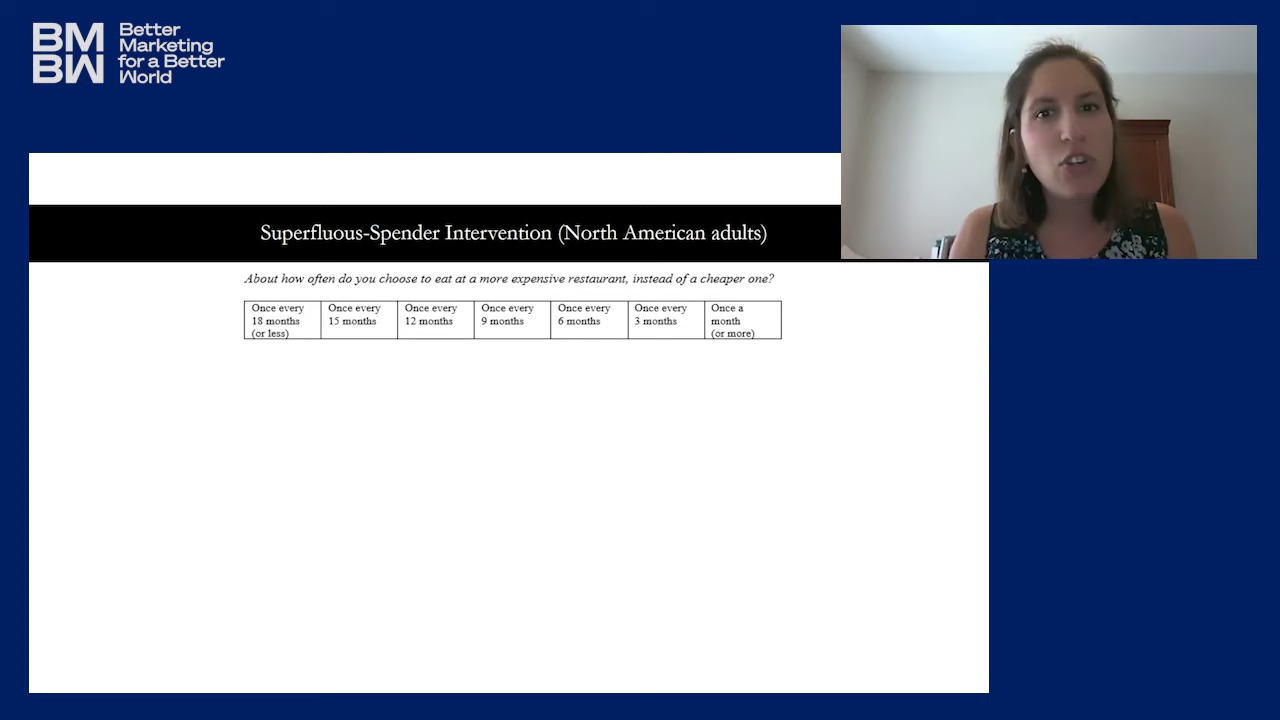 BM
BW
Better
Marketing
for a Better
World
Superfluous-Spender Intervention (North American adults)
About how often do you choose to eat at a more expensive restaurant, instead of a cheaper one?
Once every
18 months
(or less)
Once every
15 months
Once every
12 months
Once every
9 months
Once every
6 months
Once every
3 months
Once a
month
(or more)